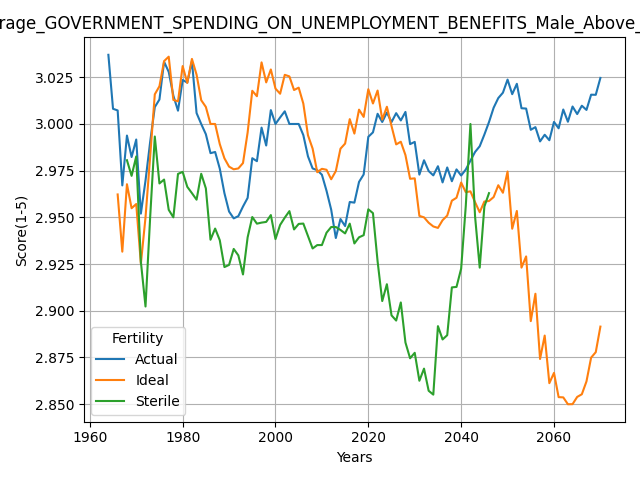 rage_GOVERNMENT_SPENDING_ON_UNEMPLOYMENT_BENEFITS_Male_Above_
Score(1-5)
3.025
3.000
2.975
2.950
2.925
2.900
2.875
2.850
Fertility
Actual
Ideal
Sterile
1960
1980
2000
2020
2040
2060
Years